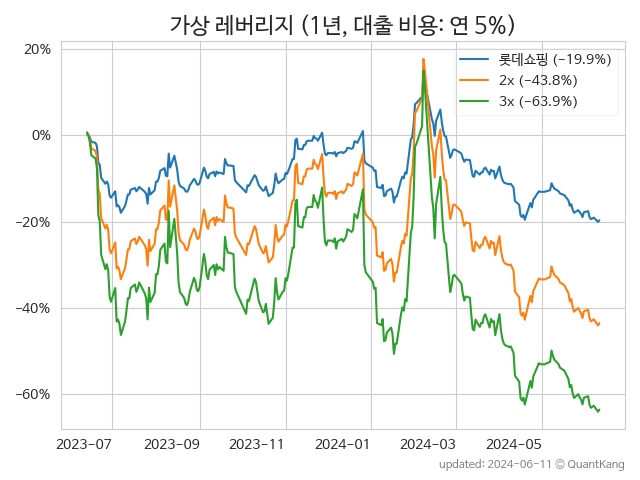 가상 레버리지 (1년, 대출 비용: 연 5%)
20%
0%
−20%
−40%
−60%
롯데쇼핑 (−19.9%)
2x (−43.8%)
3x (−63.9%)
2023-07 2023-09 2023-11 2024-01 2024-03 2024-05
updated: 2024-06-11 © QuantKang